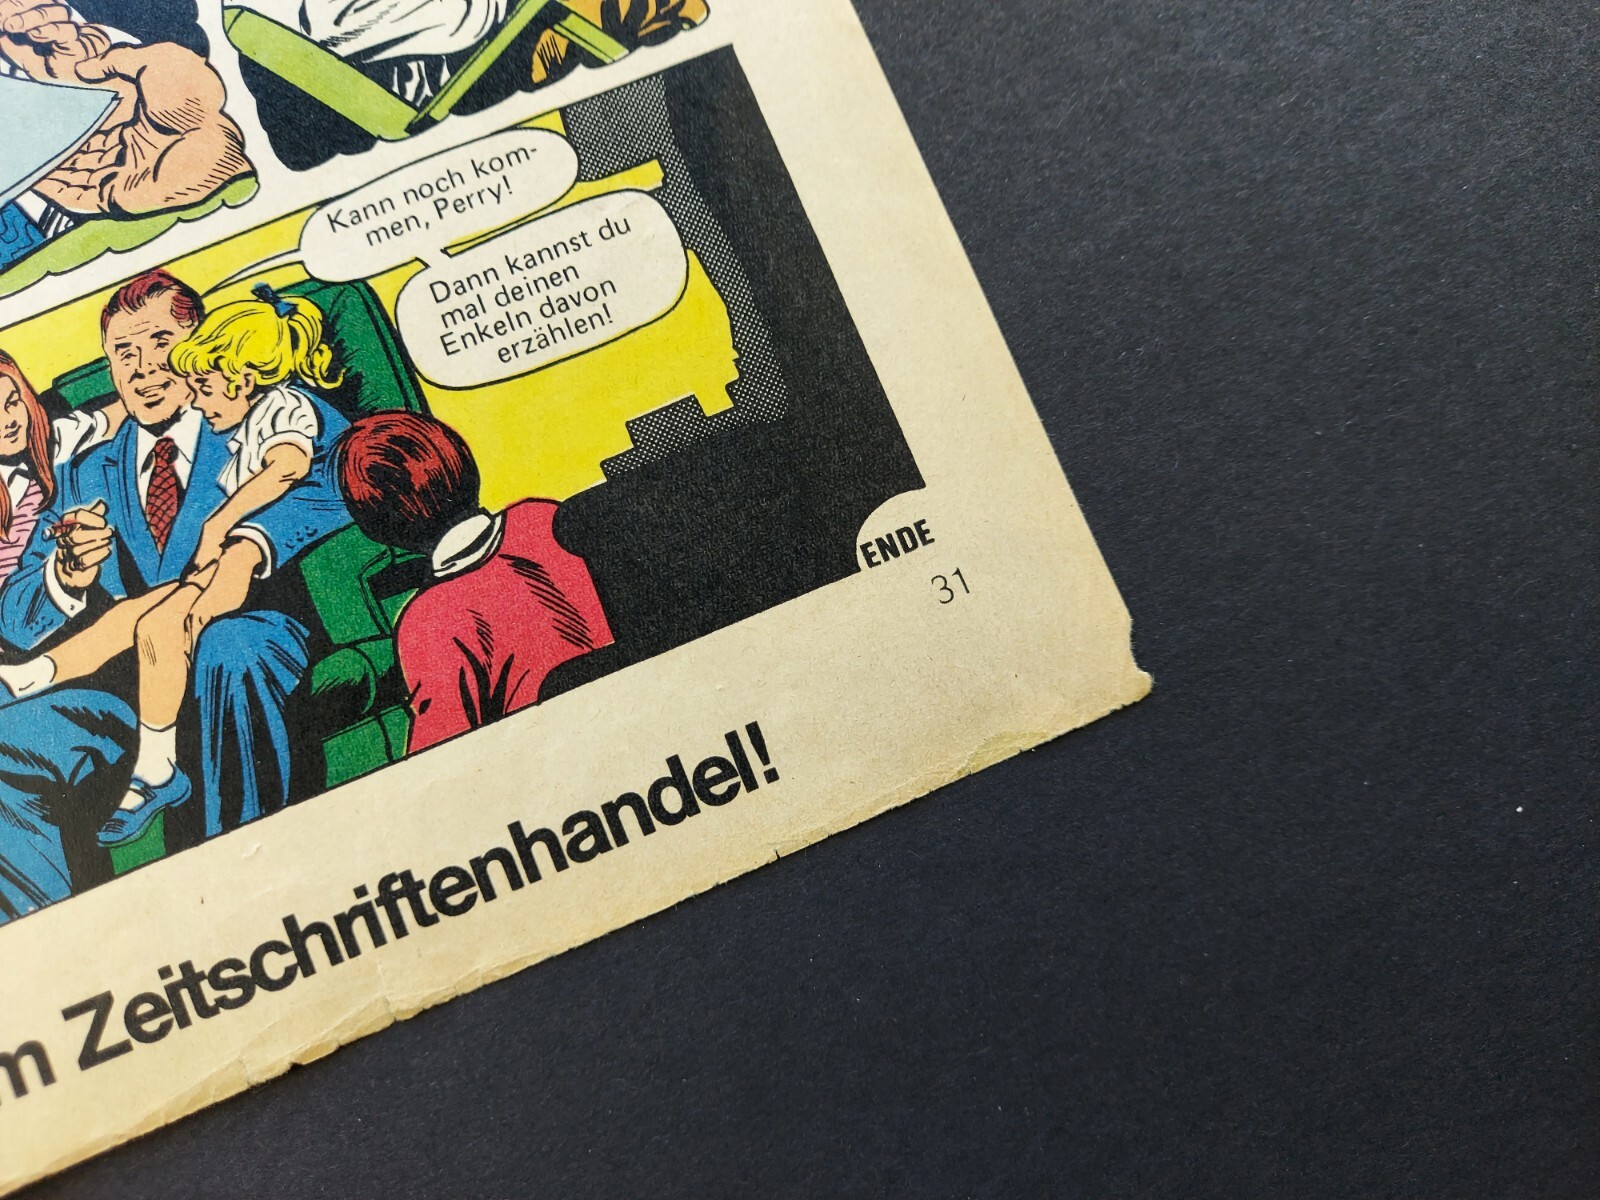 Kann noch kom-
men, Perry!
Dann kannst du
mal deinen
Enkeln davon
erzählen!
ENDE
31
Zeitschriftenhandel!